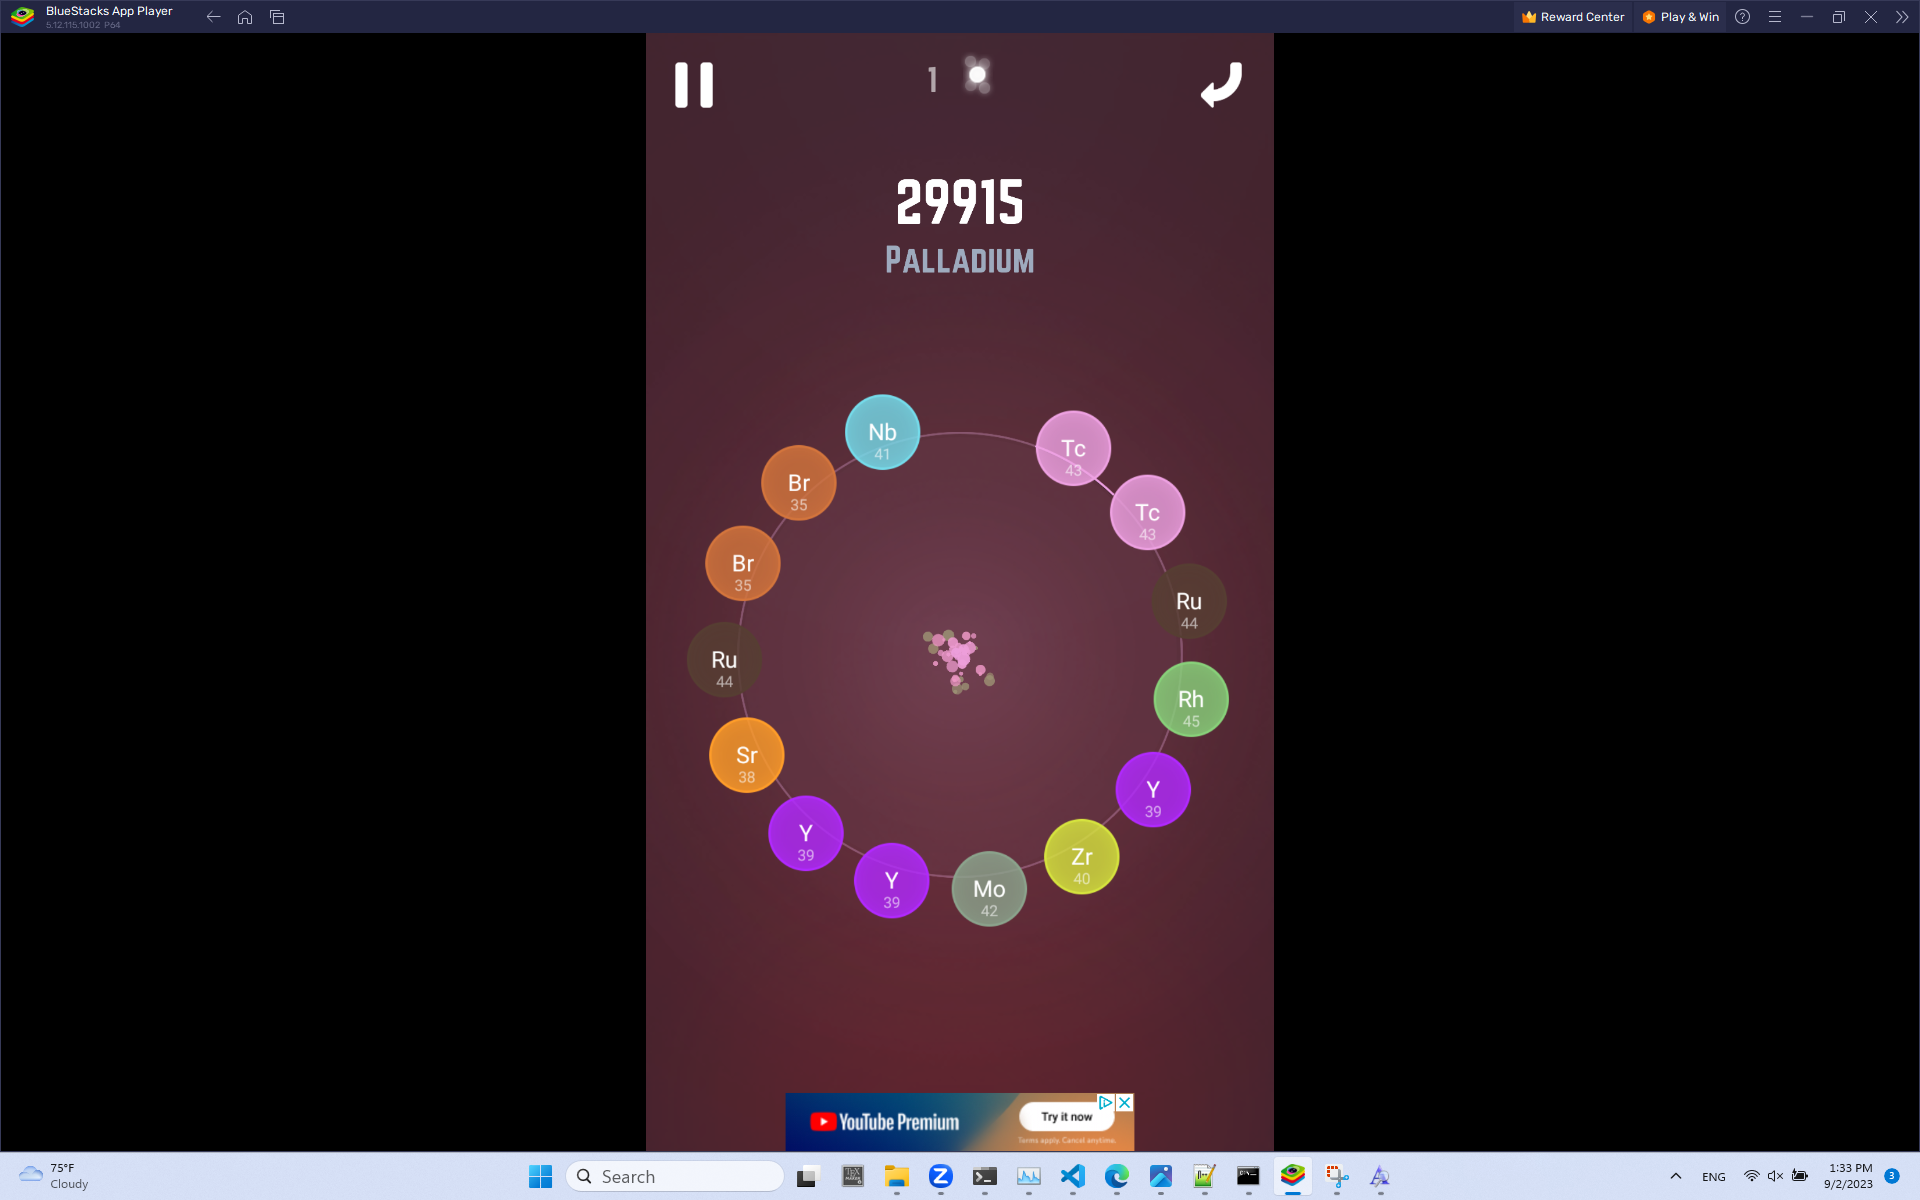 BlueStacks App Player
5.12.115.1002 P64
Reward Center
Play & Win
1
29915
PALLADIUM
Nb
41
Tc
43
Br
35
Tc
43
Br
35
Ru
44
Ru
44
Rh
45
Sr
38
Y
39
Y
39
Zr
40
Y
39
Mo
42
YouTube Premium
Try it now
Terms apply. Cancel anytime.
75°F
Cloudy
Search
ENG
1:33 PM
9/2/2023
3